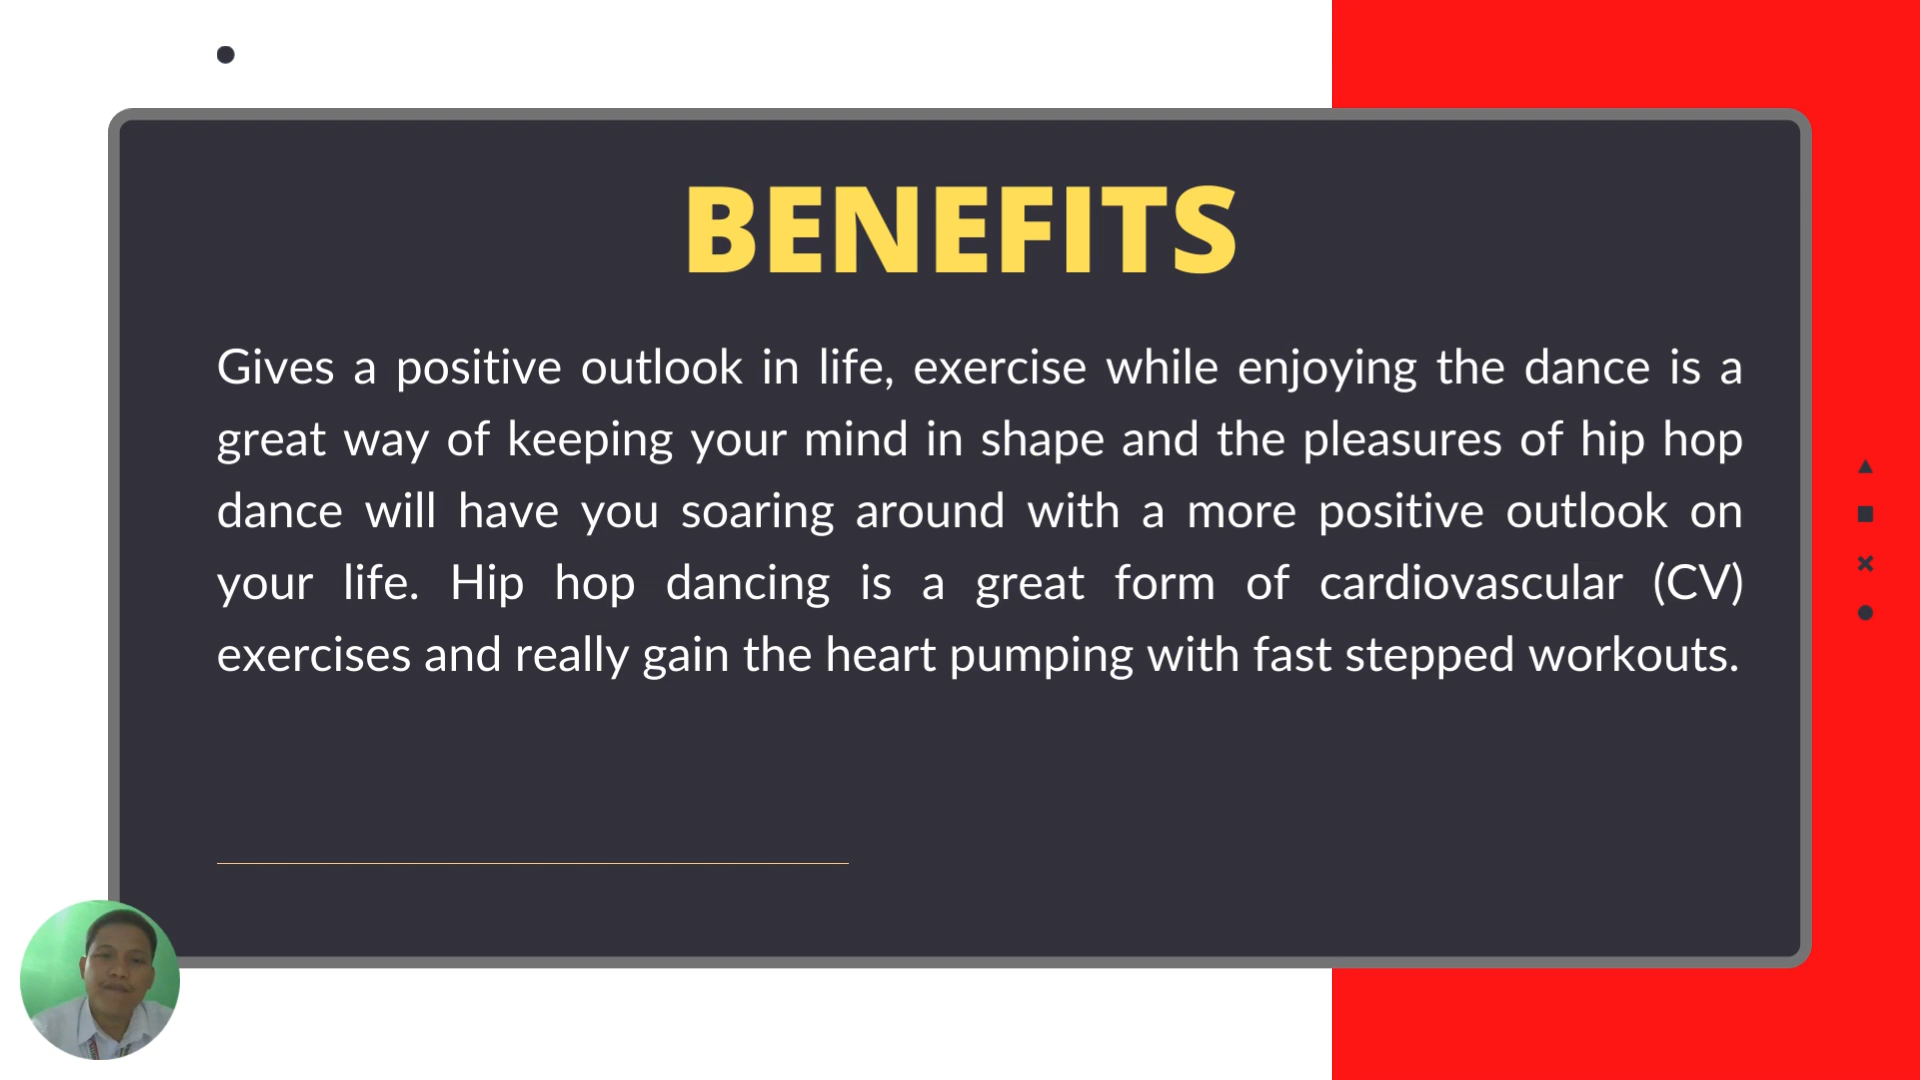 BENEFITS
Gives a positive outlook in life, exercise while enjoying the dance is a
great way of keeping your mind in shape and the pleasures of hip hop
dance will have you soaring around with a more positive outlook on
your life. Hip hop dancing is a great form of cardiovascular (CV)
exercises and really gain the heart pumping with fast stepped workouts.